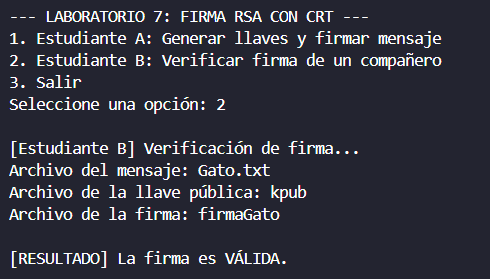 --- LABORATORIO 7: FIRMA RSA CON CRT ---
1. Estudiante A: Generar llaves y firmar mensaje
2. Estudiante B: Verificar firma de un compañero
3. Salir
Seleccione una opción: 2
[Estudiante B] Verificación de firma...
Archivo del mensaje: Gato.txt
Archivo de la llave pública: kpub
Archivo de la firma: firmaGato
[RESULTADO] La firma es VÁLIDA.